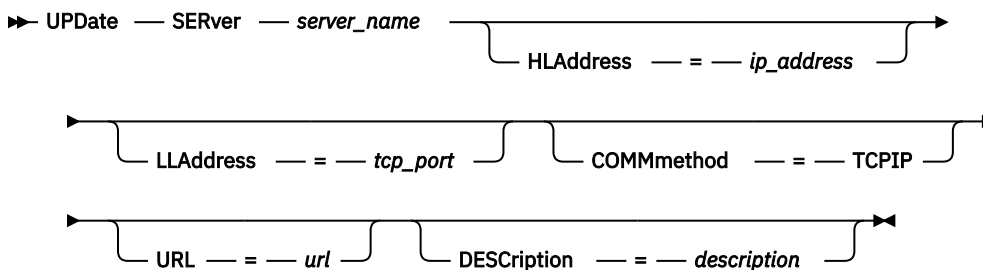 UPDate SERver server_name
HLAddress = ip_address
LLAddress = tcp_port COMMmethod = TCPIP
URL = url DESCription = description